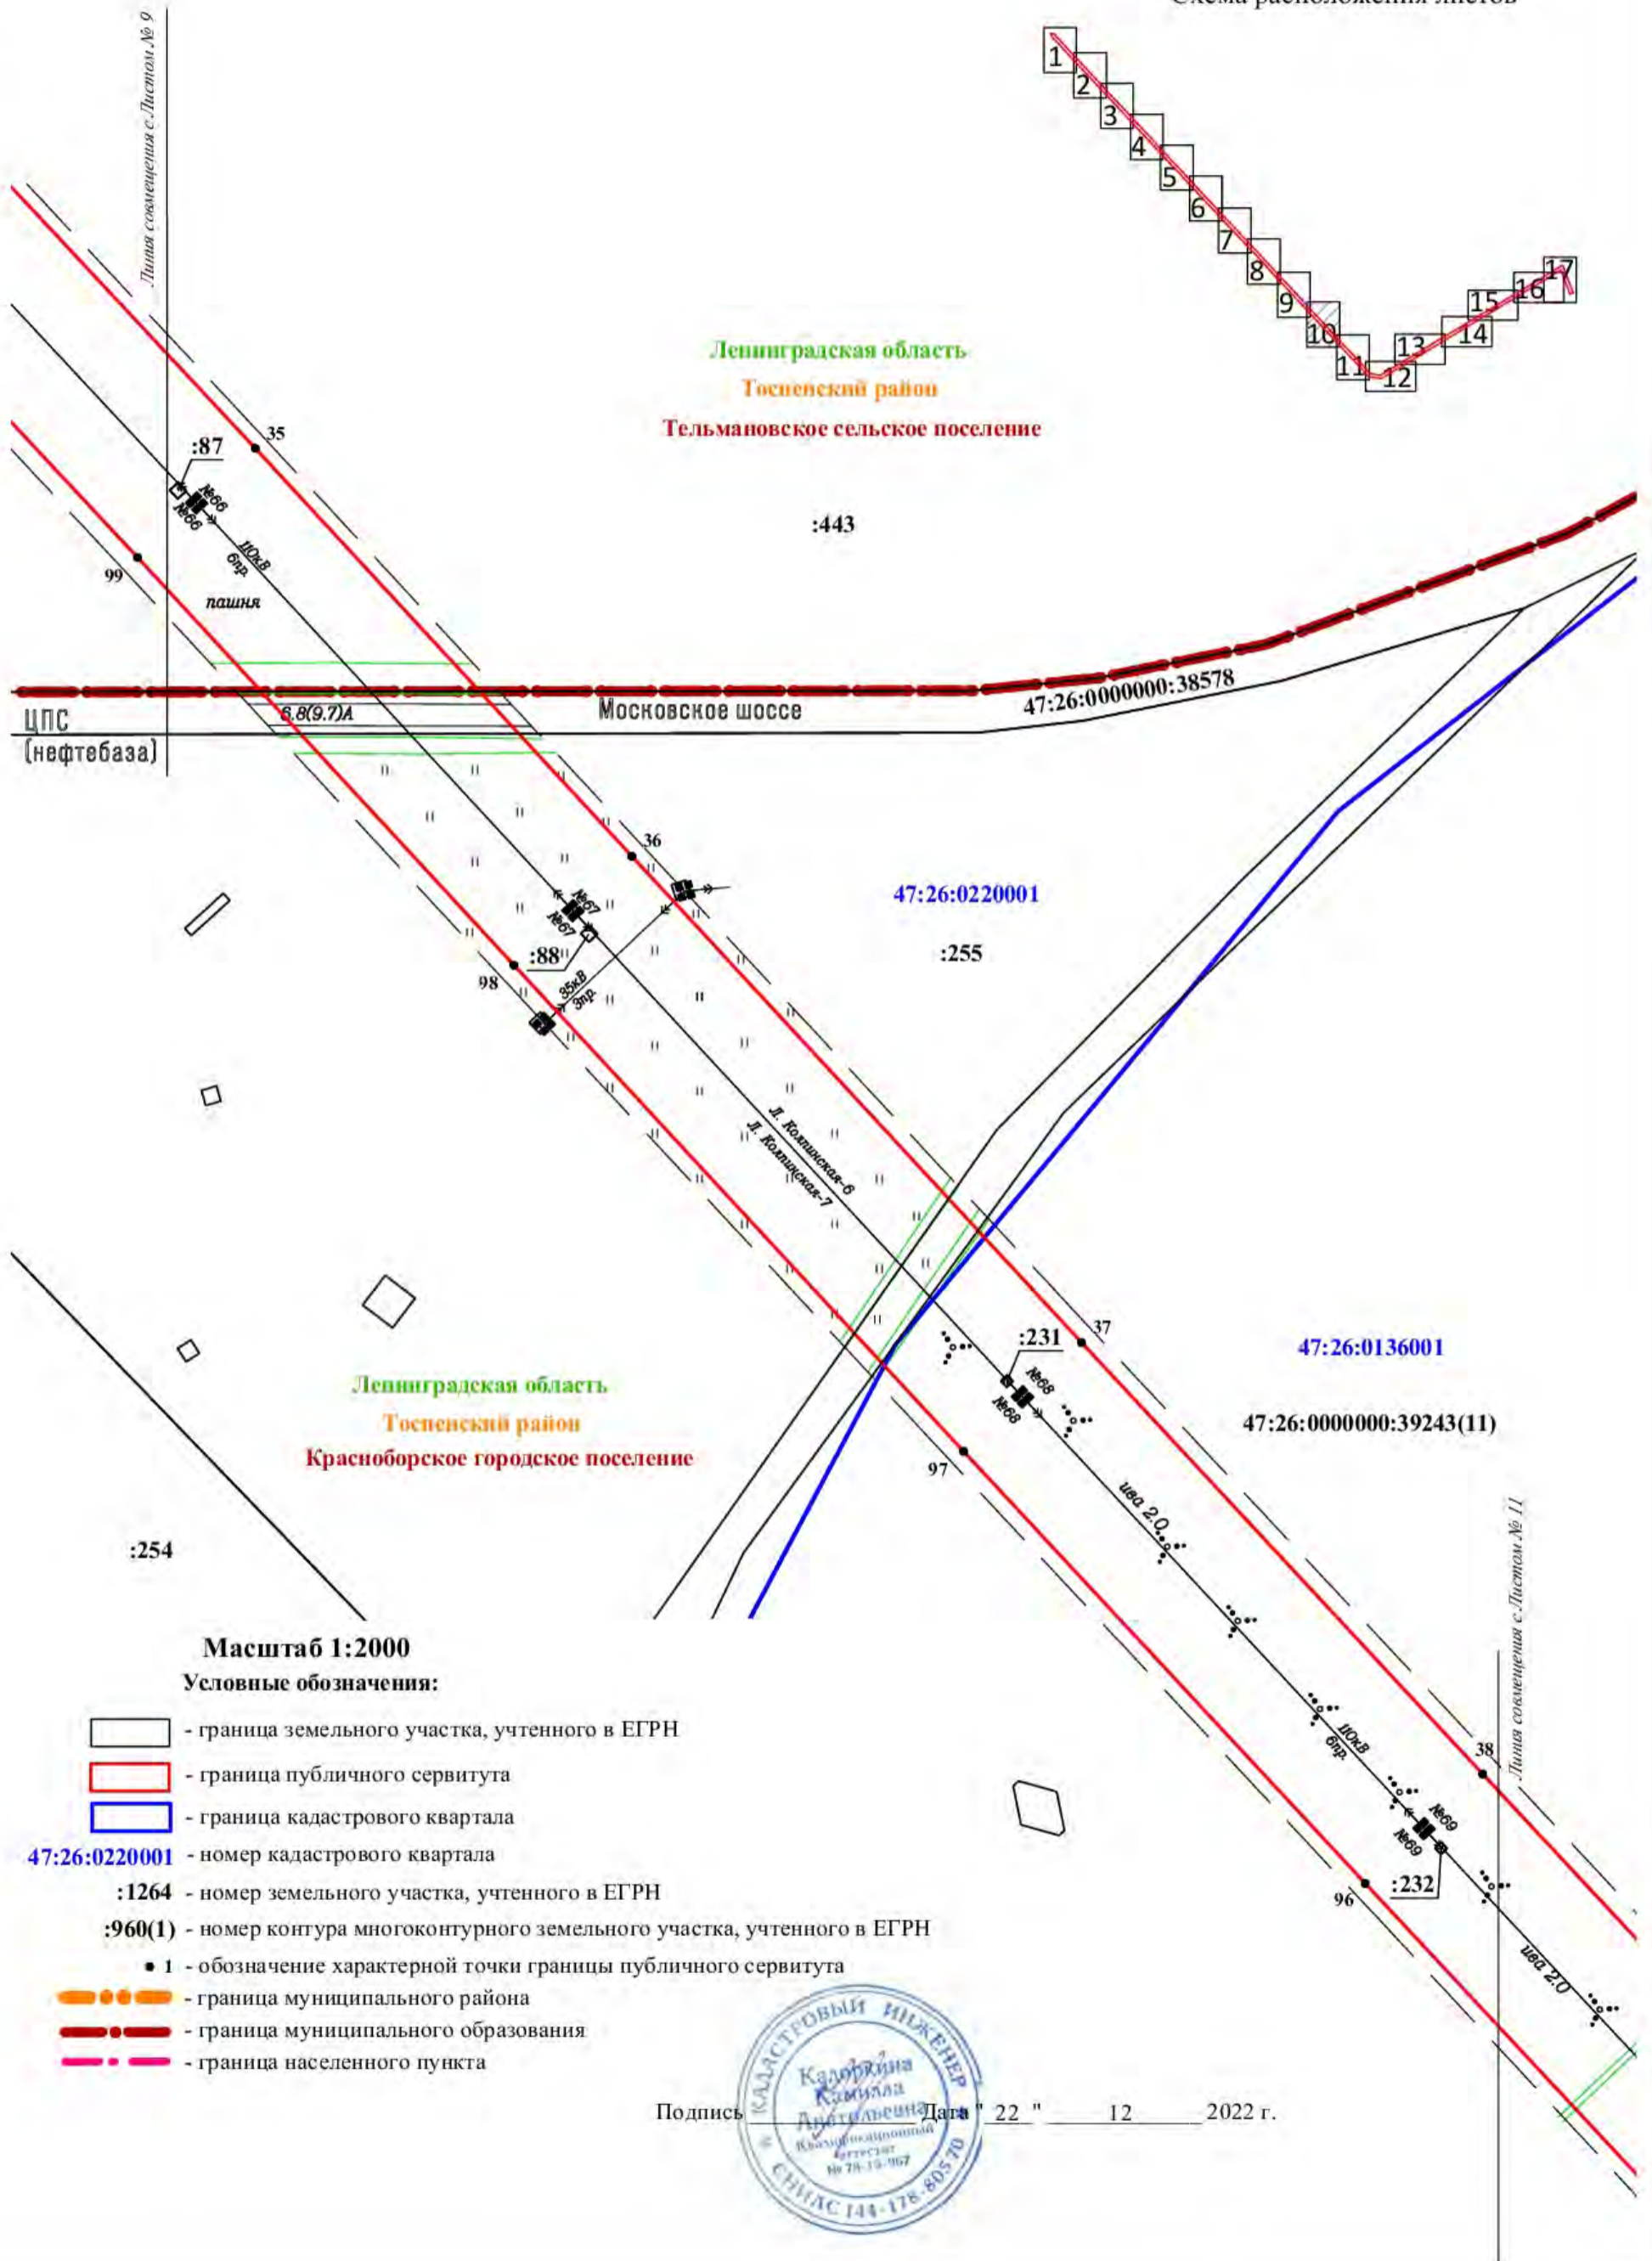 Схема расположения листов
Линия совмещения с Листом № 9
1
2
3
4
5
6
7
8
9
10
11
12
13
14
15
16
17
Ленинградская область
Тосненский район
Тельмановское сельское поселение
:443
35
:87
№66
№66
110кВ
6пр.
99
пашня
47:26:0000000:38578
6.8(9.7)А
Московское шоссе
ЦПС
(нефтебаза)
36
№67
№67
:88
98
35кВ
3пр.
47:26:0220001
:255
Л. Колпинская-6
Л. Колпинская-7
37
:231
№68
№68
47:26:0136001
47:26:0000000:39243(11)
Ленинградская область
Тосненский район
Красноборское городское поселение
97
ива 2.0
:254
Линия совмещения с Листом № 11
110кВ
6пр.
38
№69
№69
:232
96
ива 2.0
Масштаб 1:2000
Условные обозначения:
- граница земельного участка, учтенного в ЕГРН
- граница публичного сервитута
- граница кадастрового квартала
47:26:0220001 - номер кадастрового квартала
:1264 - номер земельного участка, учтенного в ЕГРН
:960(1) - номер контура многоконтурного земельного участка, учтенного в ЕГРН
• 1 - обозначение характерной точки границы публичного сервитута
- граница муниципального района
- граница муниципального образования
- граница населенного пункта
Подпись Дата " 22 " 12 2022 г.
КАДАСТРОВЫЙ ИНЖЕНЕР
Камилла
Анатольевна
Квалификационный
аттестат
СНИЛС 144-178-805 70